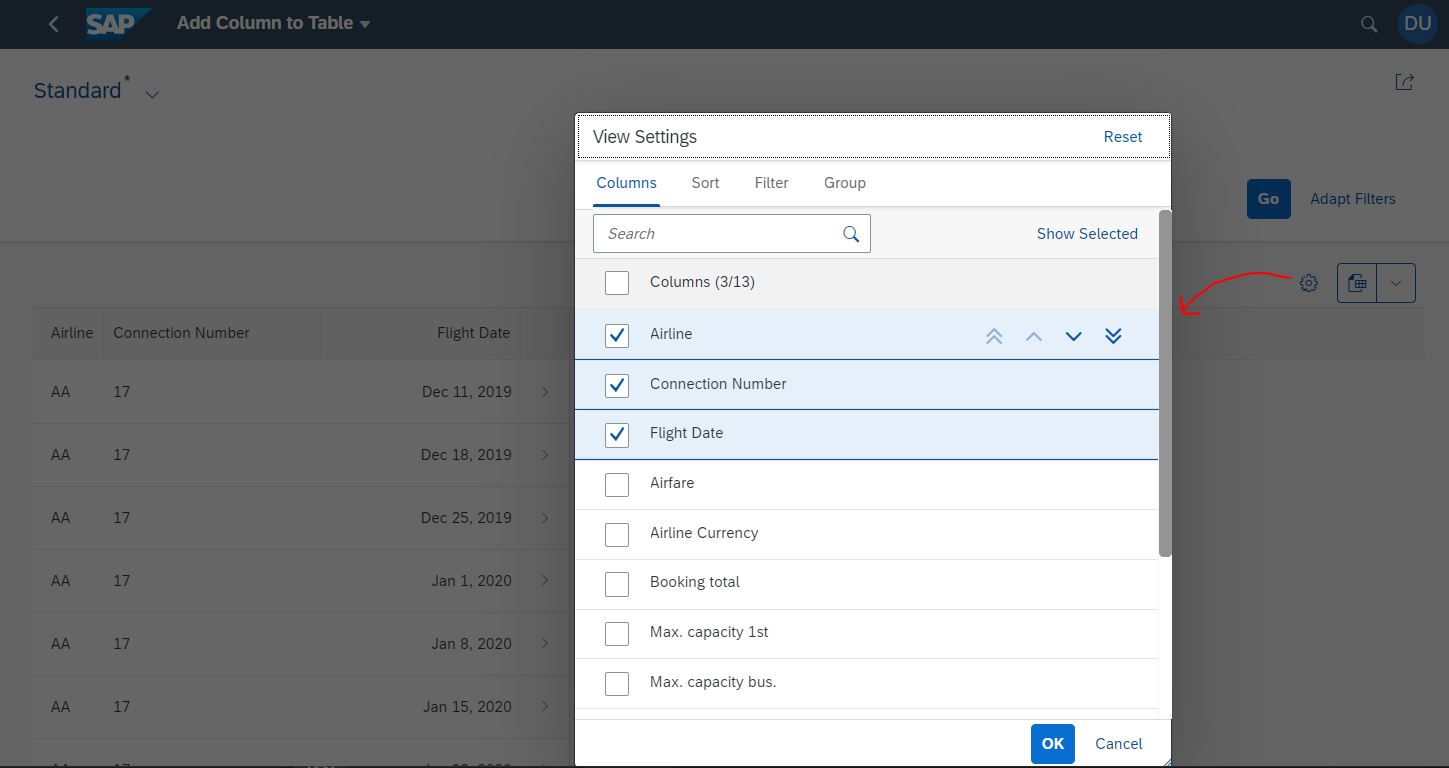 SAP Add Column to Table DU
Standard*
View Settings Reset
Columns Sort Filter Group
Go Adapt Filters
Search Show Selected
Columns (3/13)
Airline Connection Number Flight Date
Airline
Connection Number
Flight Date
Airfare
Airline Currency
Booking total
Max. capacity 1st
Max. capacity bus.
AA 17 Dec 11, 2019
AA 17 Dec 18, 2019
AA 17 Dec 25, 2019
AA 17 Jan 1, 2020
AA 17 Jan 8, 2020
AA 17 Jan 15, 2020
OK Cancel